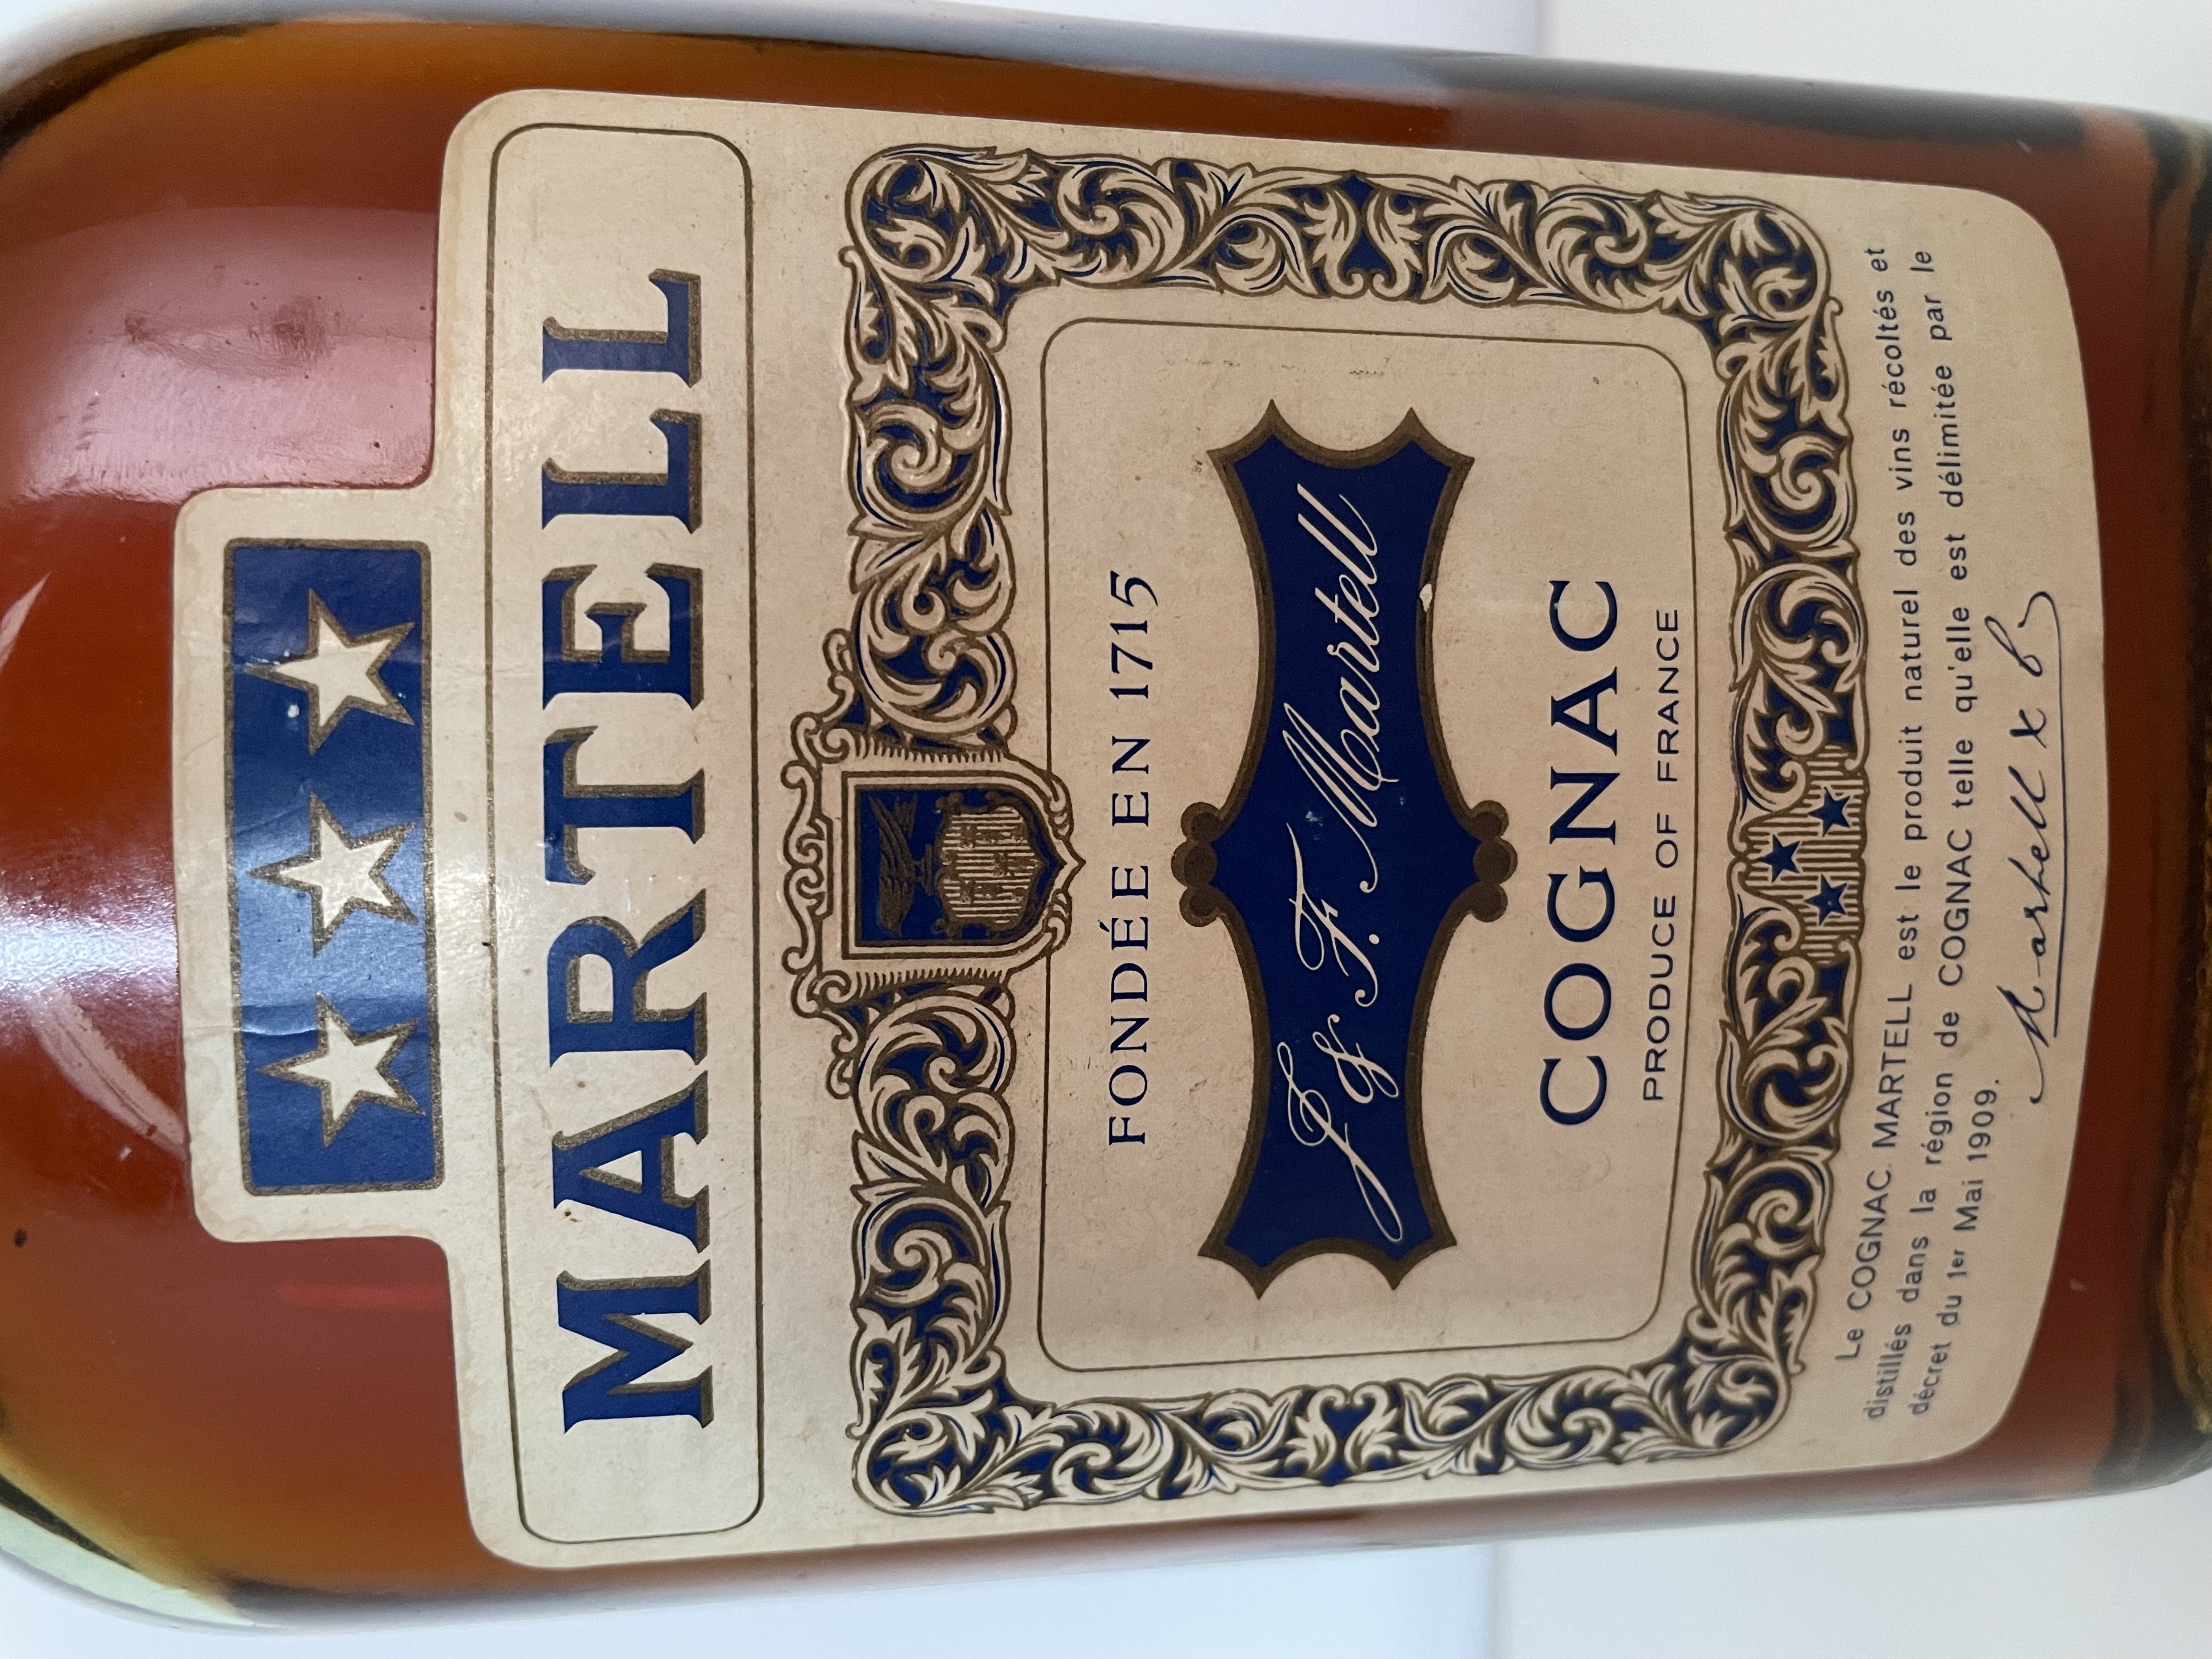 MARTELL
FONDÉE EN 1715
J. & F. Martell
COGNAC
PRODUCE OF FRANCE
Le COGNAC MARTELL est le produit naturel des vins récoltés et
distillés dans la région de COGNAC telle qu'elle est délimitée par le
décret du 1er Mai 1909.
Martell & Co